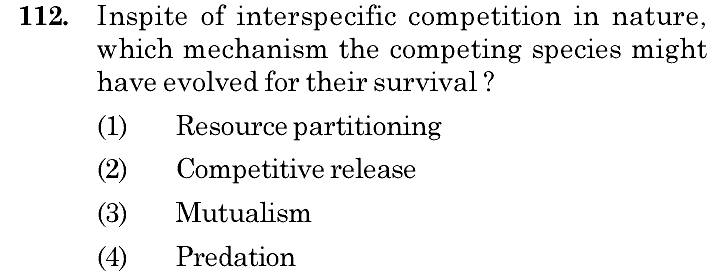 112. Inspite of interspecific competition in nature,
which mechanism the competing species might
have evolved for their survival ?
(1) Resource partitioning
(2) Competitive release
(3) Mutualism
(4) Predation